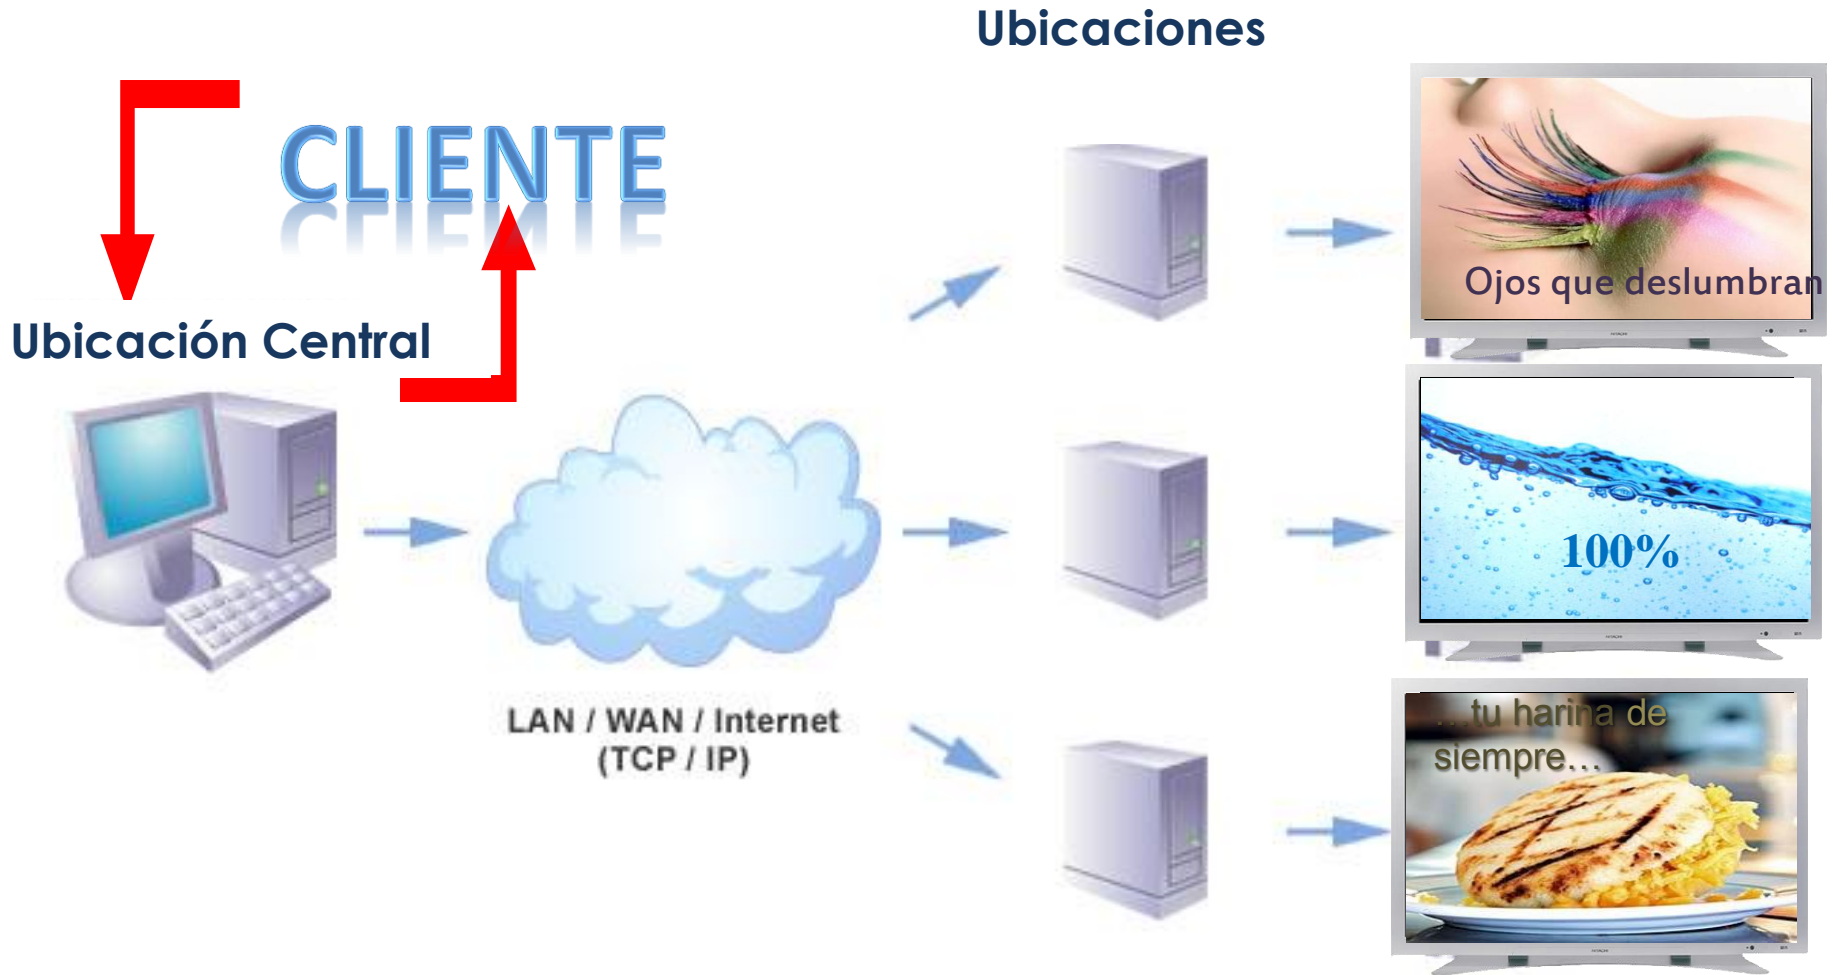 Ubicaciones
CLIENTE
Ubicación Central
LAN / WAN / Internet
(TCP / IP)
Ojos que deslumbran
100%
...tu harina de
siempre...